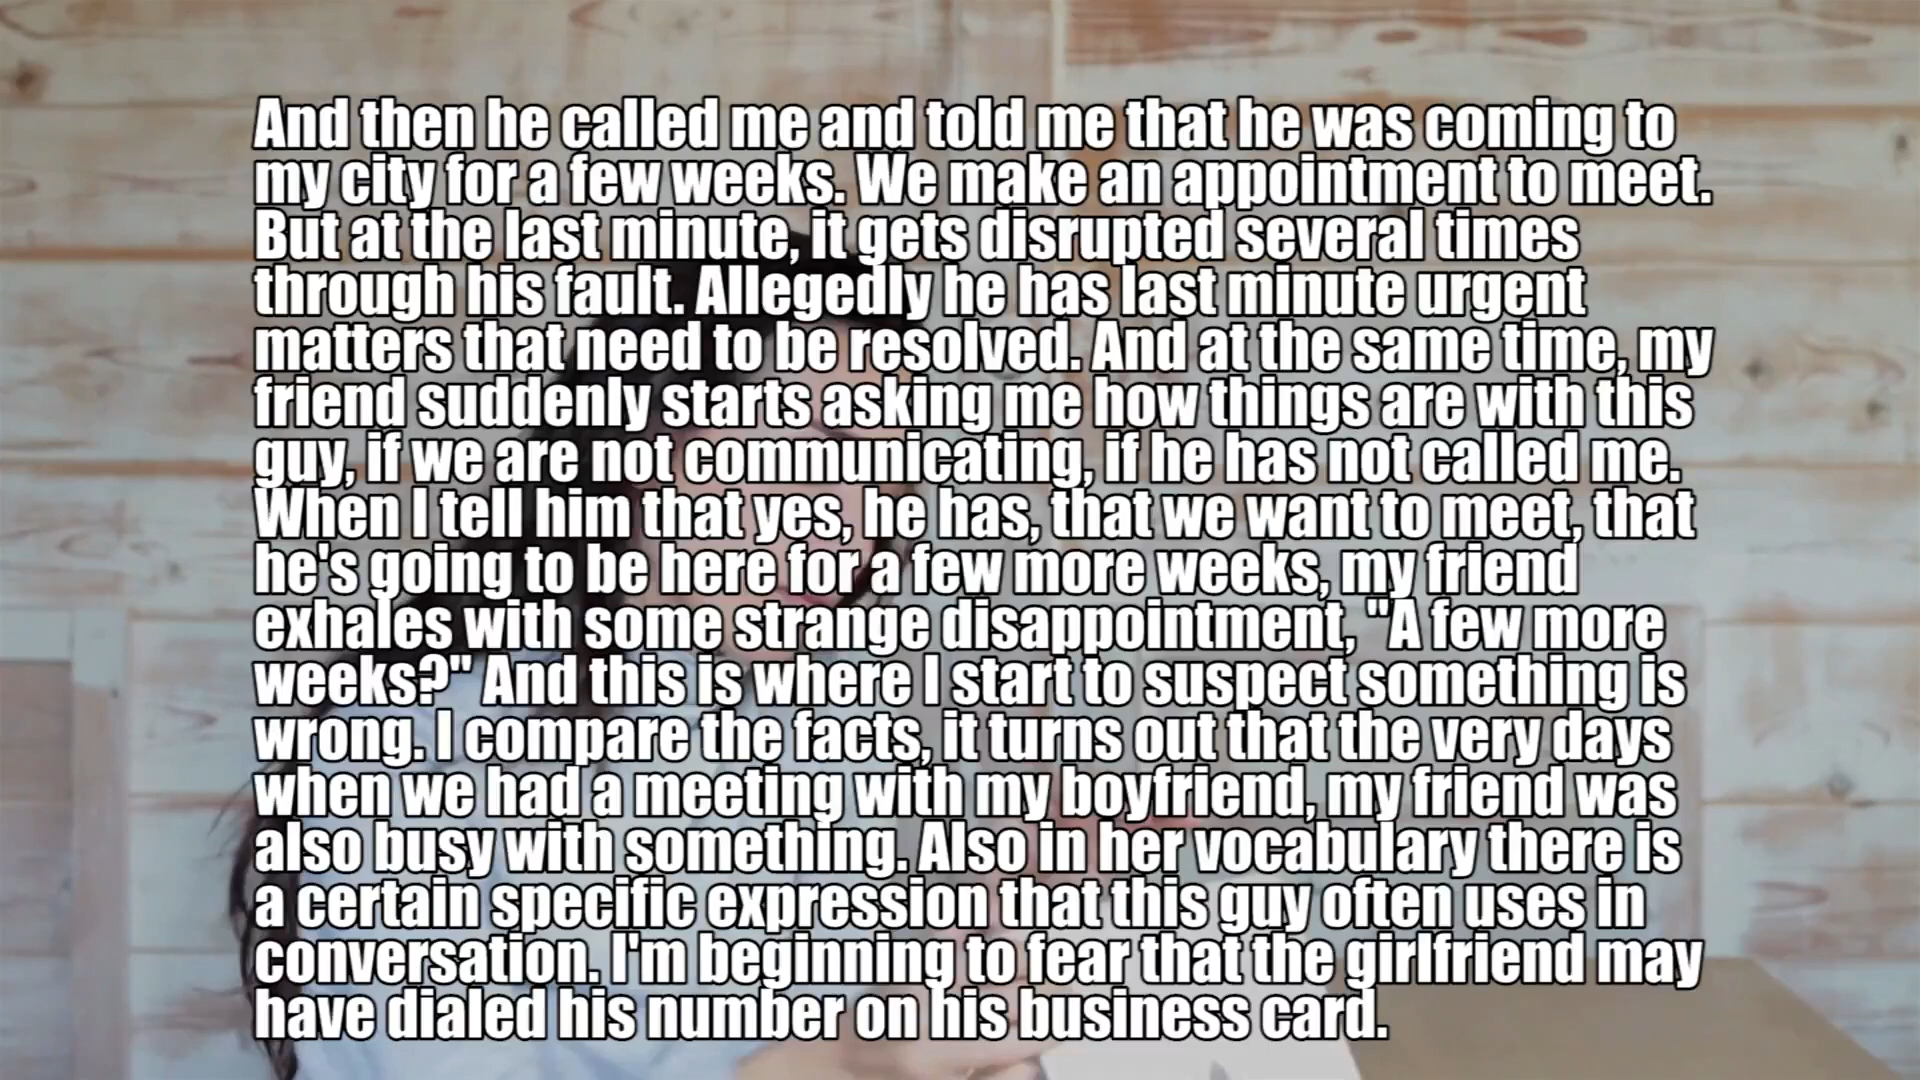 And then he called me and told me that he was coming to
my city for a few weeks. We make an appointment to meet.
But at the last minute, it gets disrupted several times
through his fault. Allegedly he has last minute urgent
matters that need to be resolved. And at the same time, my
friend suddenly starts asking me how things are with this
guy, if we are not communicating, if he has not called me.
When I tell him that yes, he has, that we want to meet, that
he's going to be here for a few more weeks, my friend
exhales with some strange disappointment, "A few more
weeks?" And this is where I start to suspect something is
wrong. I compare the facts, it turns out that the very days
when we had a meeting with my boyfriend, my friend was
also busy with something. Also in her vocabulary there is
a certain specific expression that this guy often uses in
conversation. I'm beginning to fear that the girlfriend may
have dialed his number on his business card.